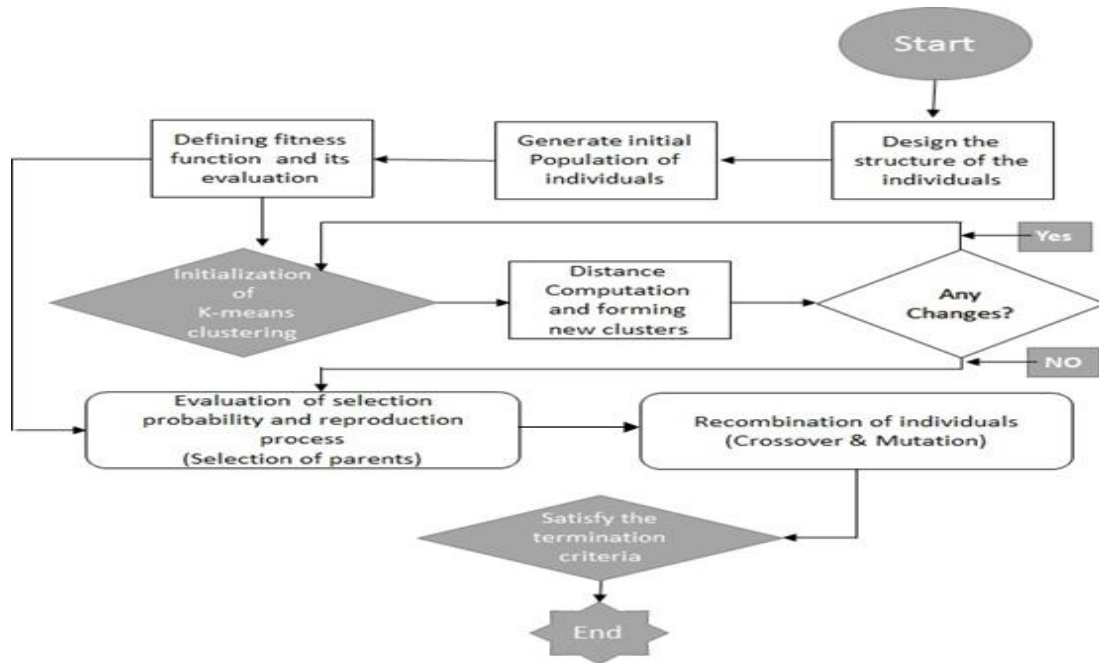 Start
Design the
structure of the
individuals
Generate initial
Population of
individuals
Defining fitness
function and its
evaluation
Initialization
of
K-means
clustering
Distance
Computation
and forming
new clusters
Any
Changes?
Yes
NO
Evaluation of selection
probability and reproduction
process
(Selection of parents)
Recombination of individuals
(Crossover & Mutation)
Satisfy the
termination
criteria
End